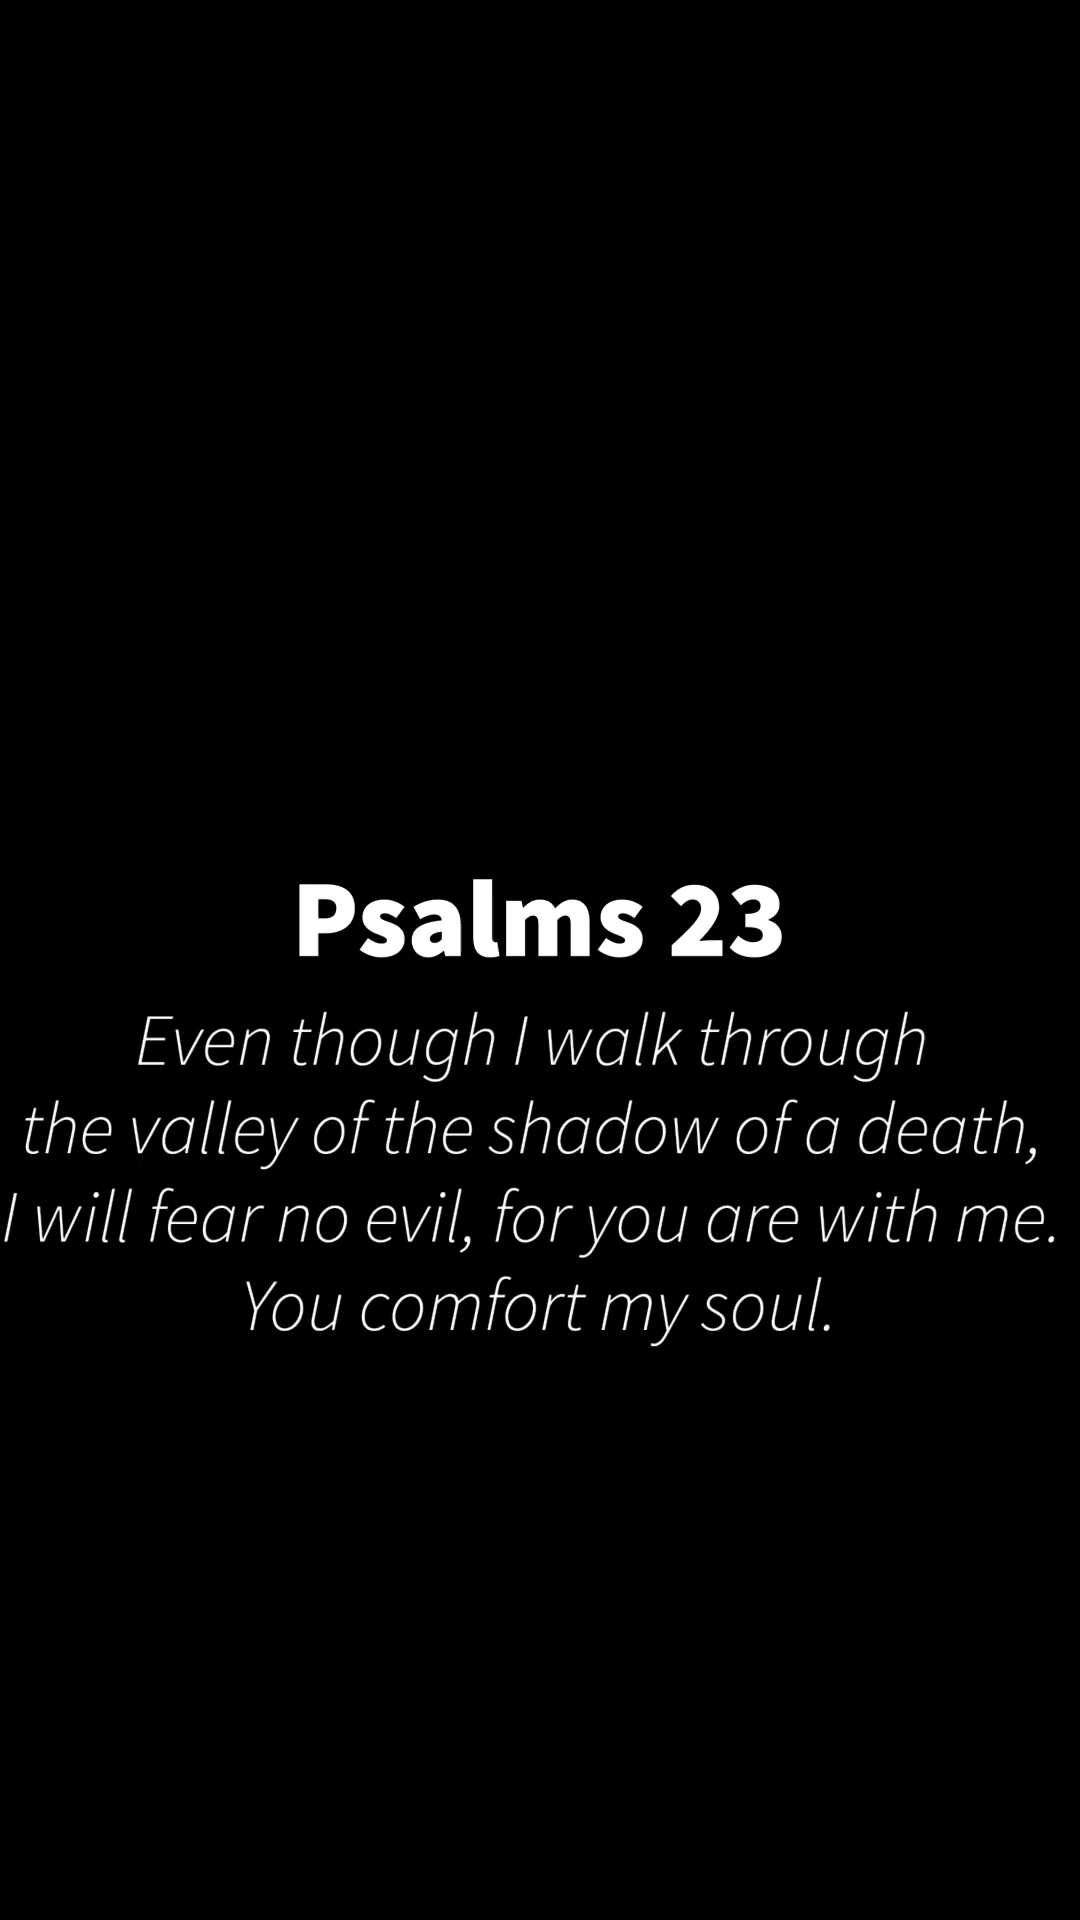 Psalms 23
Even though I walk through
the valley of the shadow of a death,
I will fear no evil, for you are with me.
You comfort my soul.